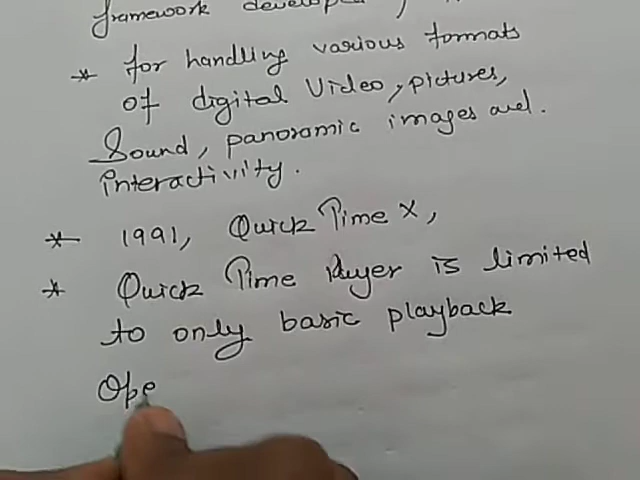 framework developed,
* for handling various formats
of digital Video, pictures,
Sound, panoramic images and.
interactivity.
* 1991, Quick Time X,
* Quick Time Player is limited
to only basic playback
Ope